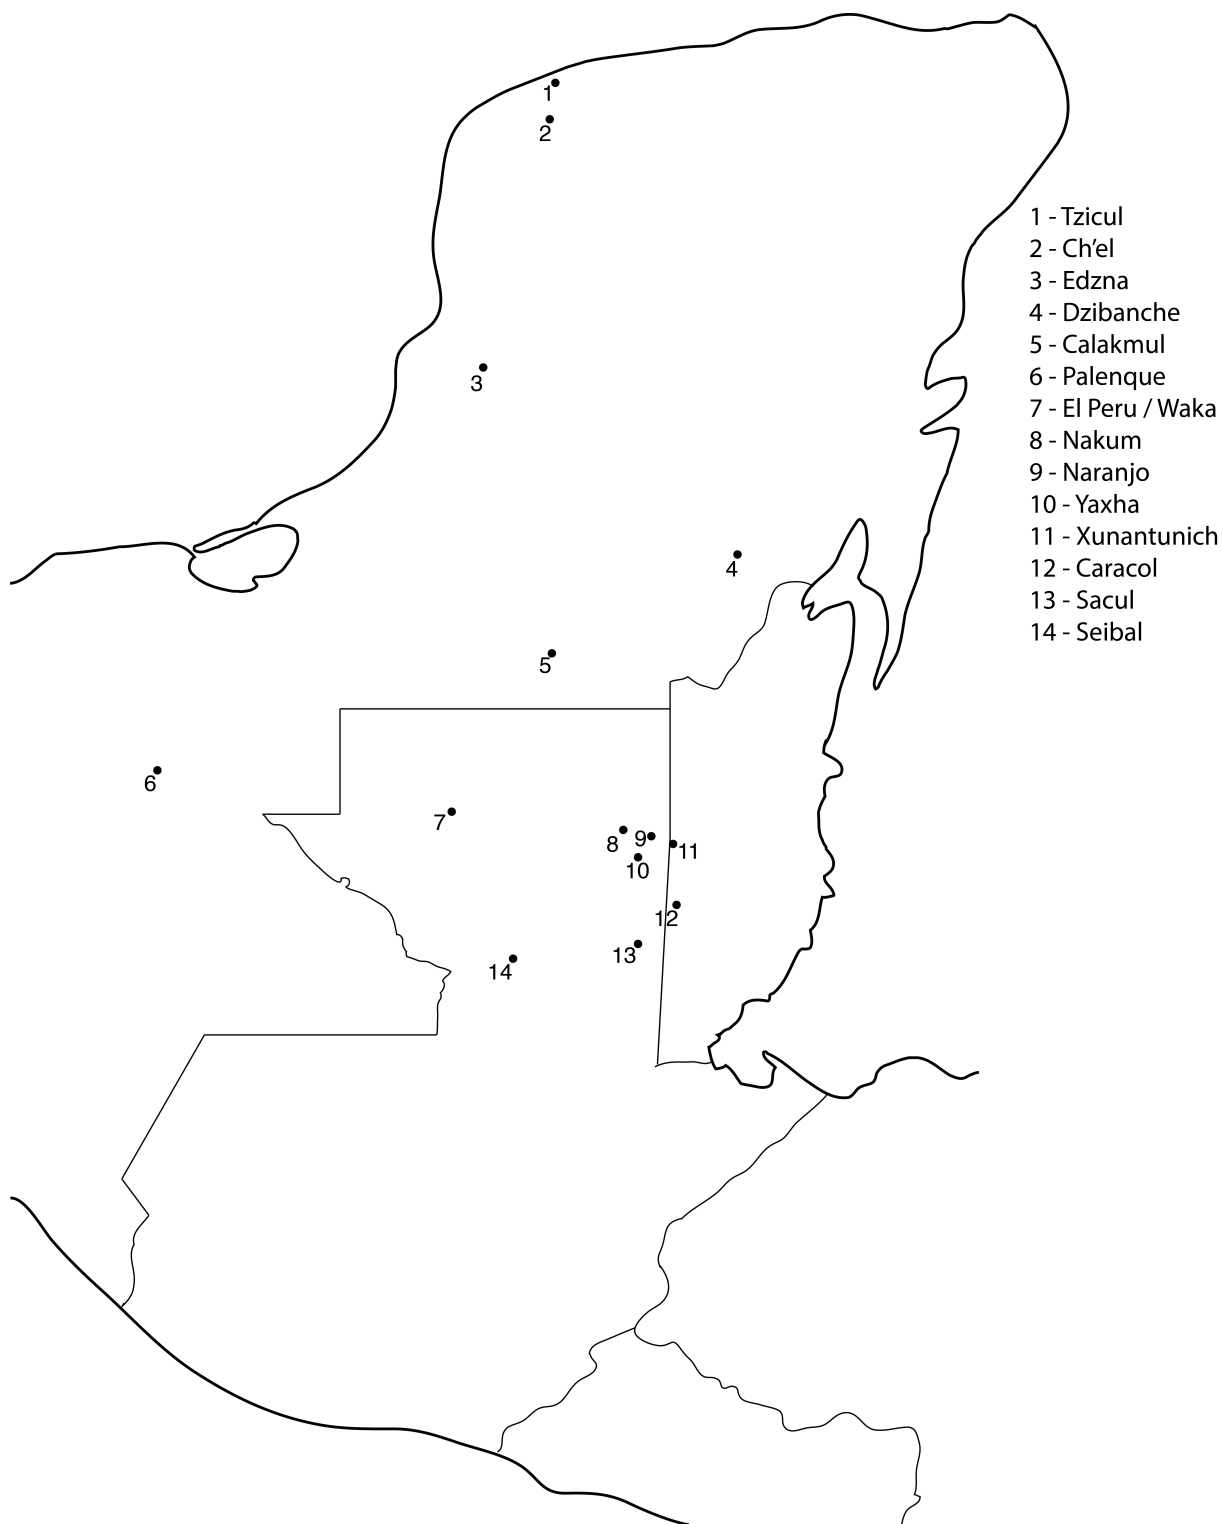 1
2
3
4
5
6
7
8
9
10
11
12
13
14
1 - Tzicul
2 - Ch’el
3 - Edzna
4 - Dzibanche
5 - Calakmul
6 - Palenque
7 - El Peru / Waka
8 - Nakum
9 - Naranjo
10 - Yaxha
11 - Xunantunich
12 - Caracol
13 - Sacul
14 - Seibal